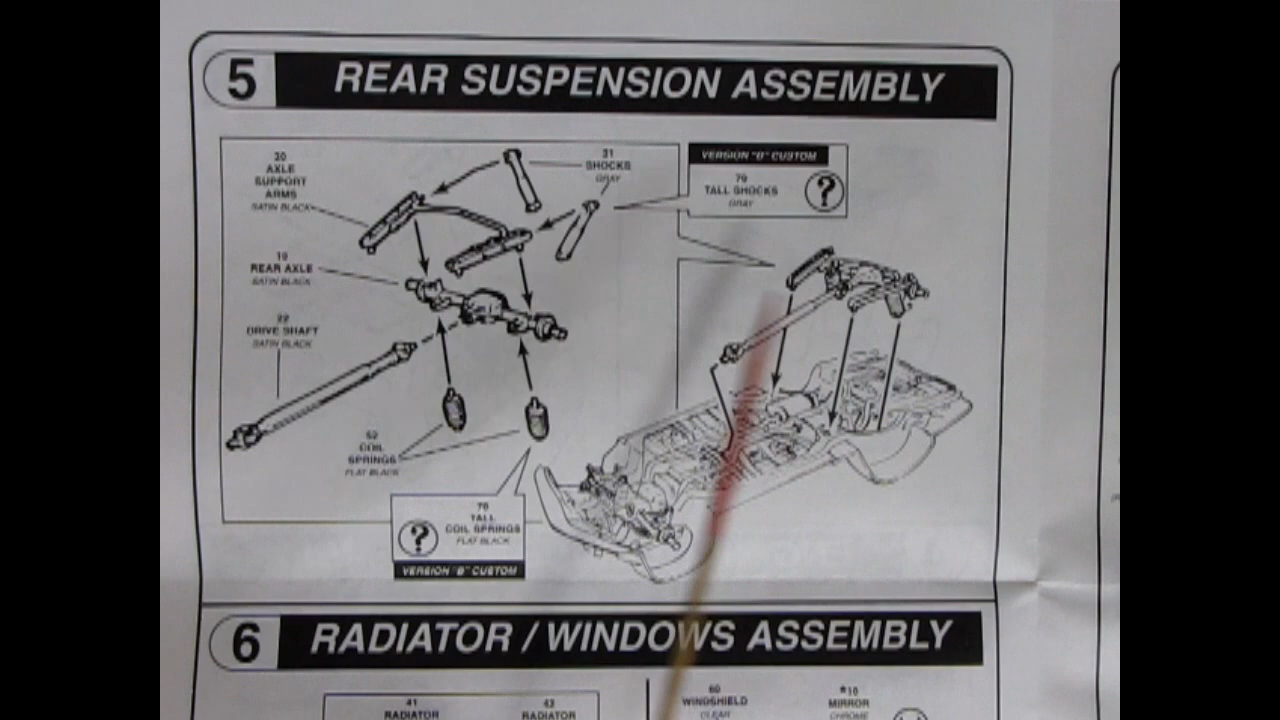 5
REAR SUSPENSION ASSEMBLY
20
AXLE
SUPPORT
ARMS
SATIN BLACK
21
SHOCKS
GRAY
VERSION "B" CUSTOM
79
TALL SHOCKS
GRAY
?
19
REAR AXLE
SATIN BLACK
22
DRIVE SHAFT
SATIN BLACK
52
COIL
SPRINGS
FLAT BLACK
78
TALL
COIL SPRINGS
FLAT BLACK
?
VERSION "B" CUSTOM
6
RADIATOR / WINDOWS ASSEMBLY
41
RADIATOR
43
RADIATOR
60
WINDSHIELD
CLEAR
*10
MIRROR
CHROME